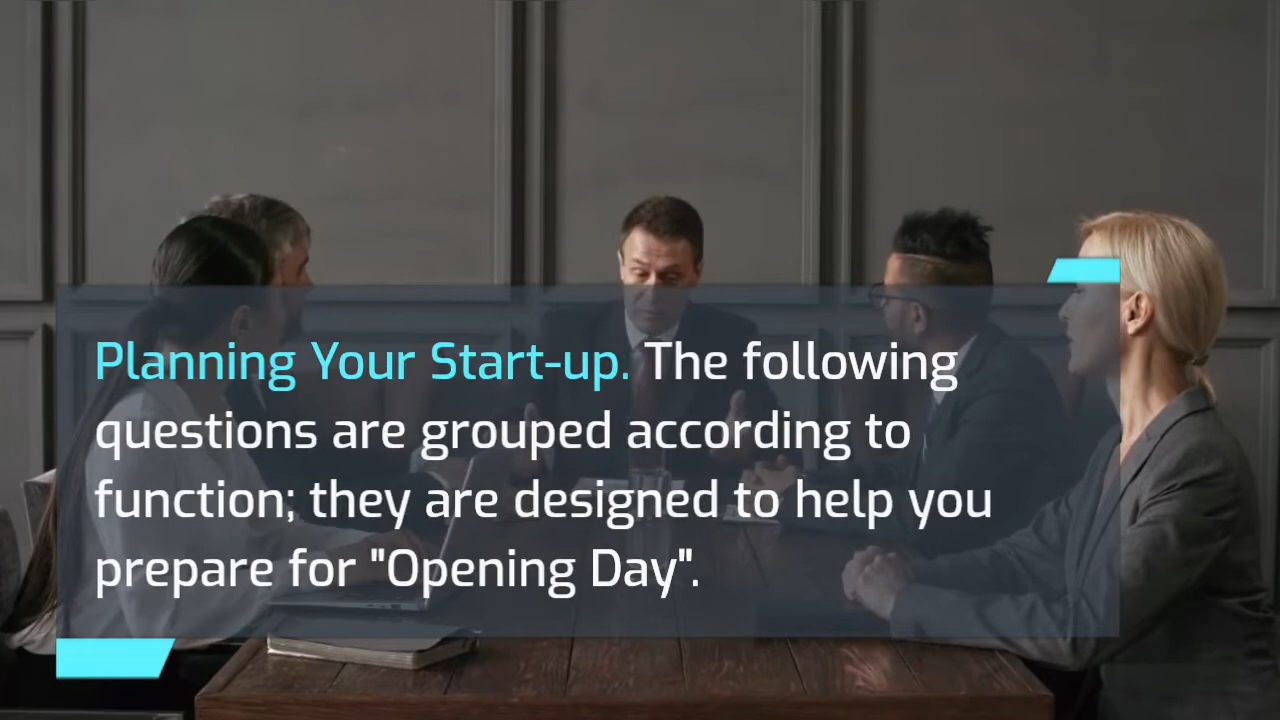 Planning Your Start-up. The following
questions are grouped according to
function; they are designed to help you
prepare for "Opening Day".